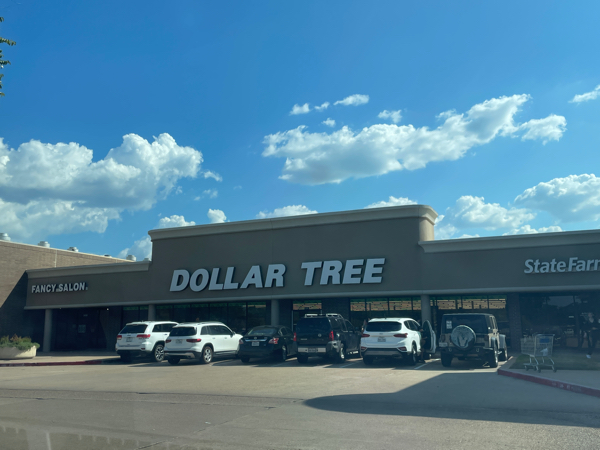 FANCY SALON.
DOLLAR TREE
StateFarm